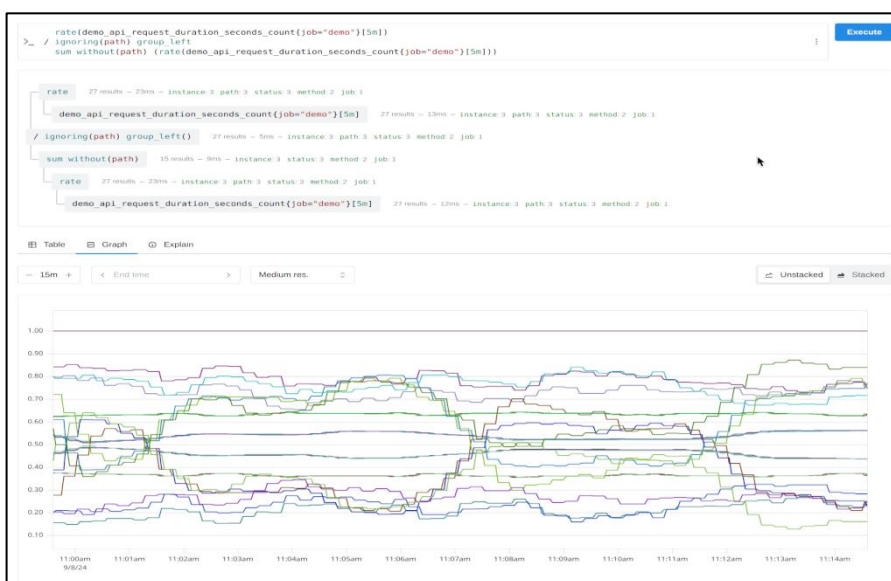 rate(demo_api_request_duration_seconds_count{job="demo"}[5m])
>_ / ignoring(path) group_left
sum without(path) (rate(demo_api_request_duration_seconds_count{job="demo"}[5m]))
Execute
rate 27 results – 23ms – instance:3 path:3 status:3 method:2 job:1
demo_api_request_duration_seconds_count{job="demo"}[5m] 27 results – 13ms – instance:3 path:3 status:3 method:2 job:1
/ ignoring(path) group_left() 27 results – 5ms – instance:3 path:3 status:3 method:2 job:1
sum without(path) 15 results – 9ms – instance:3 status:3 method:2 job:1
rate 27 results – 23ms – instance:3 path:3 status:3 method:2 job:1
demo_api_request_duration_seconds_count{job="demo"}[5m] 27 results – 12ms – instance:3 path:3 status:3 method:2 job:1
Table Graph Explain
− 15m + < End time > Medium res. Unstacked Stacked
1.00
0.90
0.80
0.70
0.60
0.50
0.40
0.30
0.20
0.10
11:00am 11:01am 11:02am 11:03am 11:04am 11:05am 11:06am 11:07am 11:08am 11:09am 11:10am 11:11am 11:12am 11:13am 11:14am
9/8/24